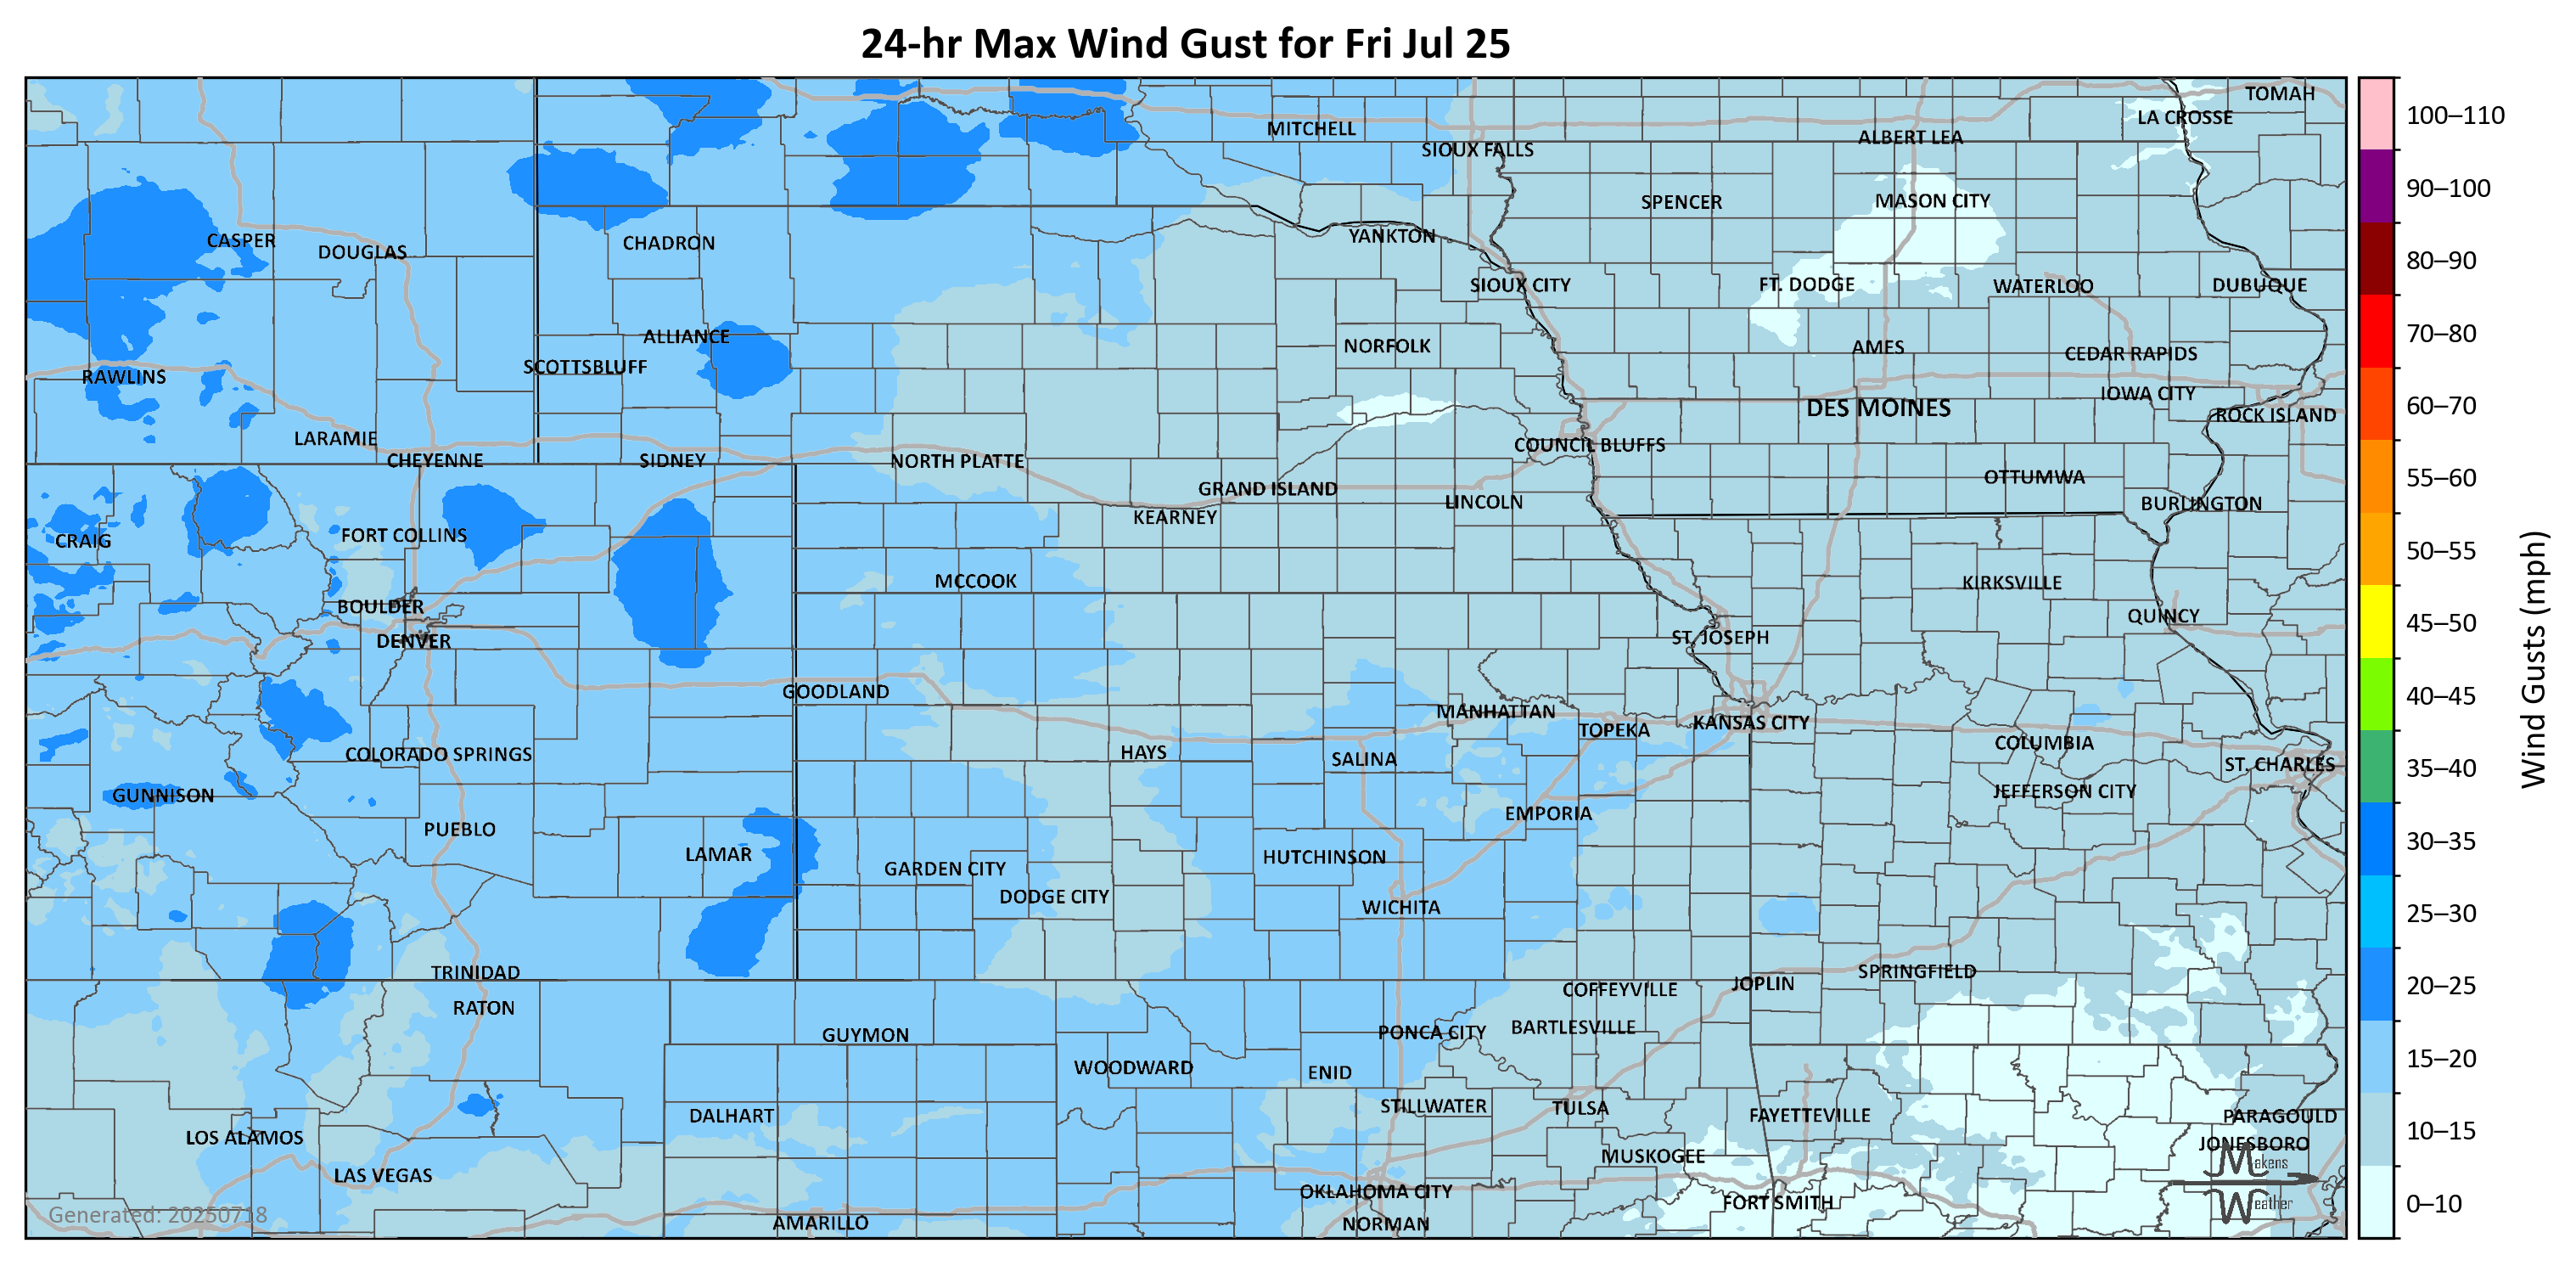 24-hr Max Wind Gust for Fri Jul 25
TOMAH
LA CROSSE
MITCHELL
ALBERT LEA
SIOUX FALLS
SPENCER
MASON CITY
CASPER
DOUGLAS
CHADRON
YANKTON
SIOUX CITY
FT. DODGE
WATERLOO
DUBUQUE
ALLIANCE
NORFOLK
AMES
CEDAR RAPIDS
SCOTTSBLUFF
RAWLINS
IOWA CITY
DES MOINES
ROCK ISLAND
LARAMIE
COUNCIL BLUFFS
CHEYENNE
SIDNEY
NORTH PLATTE
OTTUMWA
GRAND ISLAND
LINCOLN
BURLINGTON
KEARNEY
CRAIG
FORT COLLINS
MCCOOK
KIRKSVILLE
BOULDER
QUINCY
DENVER
ST. JOSEPH
GOODLAND
MANHATTAN
TOPEKA
KANSAS CITY
COLORADO SPRINGS
HAYS
SALINA
COLUMBIA
ST. CHARLES
GUNNISON
JEFFERSON CITY
PUEBLO
EMPORIA
LAMAR
GARDEN CITY
HUTCHINSON
DODGE CITY
WICHITA
TRINIDAD
SPRINGFIELD
JOPLIN
RATON
COFFEYVILLE
GUYMON
PONCA CITY
BARTLESVILLE
WOODWARD
ENID
DALHART
STILLWATER
TULSA
FAYETTEVILLE
PARAGOULD
LOS ALAMOS
JONESBORO
LAS VEGAS
MUSKOGEE
OKLAHOMA CITY
FORT SMITH
AMARILLO
NORMAN
Generated: 20250718
Makens
Weather
100–110
90–100
80–90
70–80
60–70
55–60
50–55
45–50
40–45
35–40
30–35
25–30
20–25
15–20
10–15
0–10
Wind Gusts (mph)